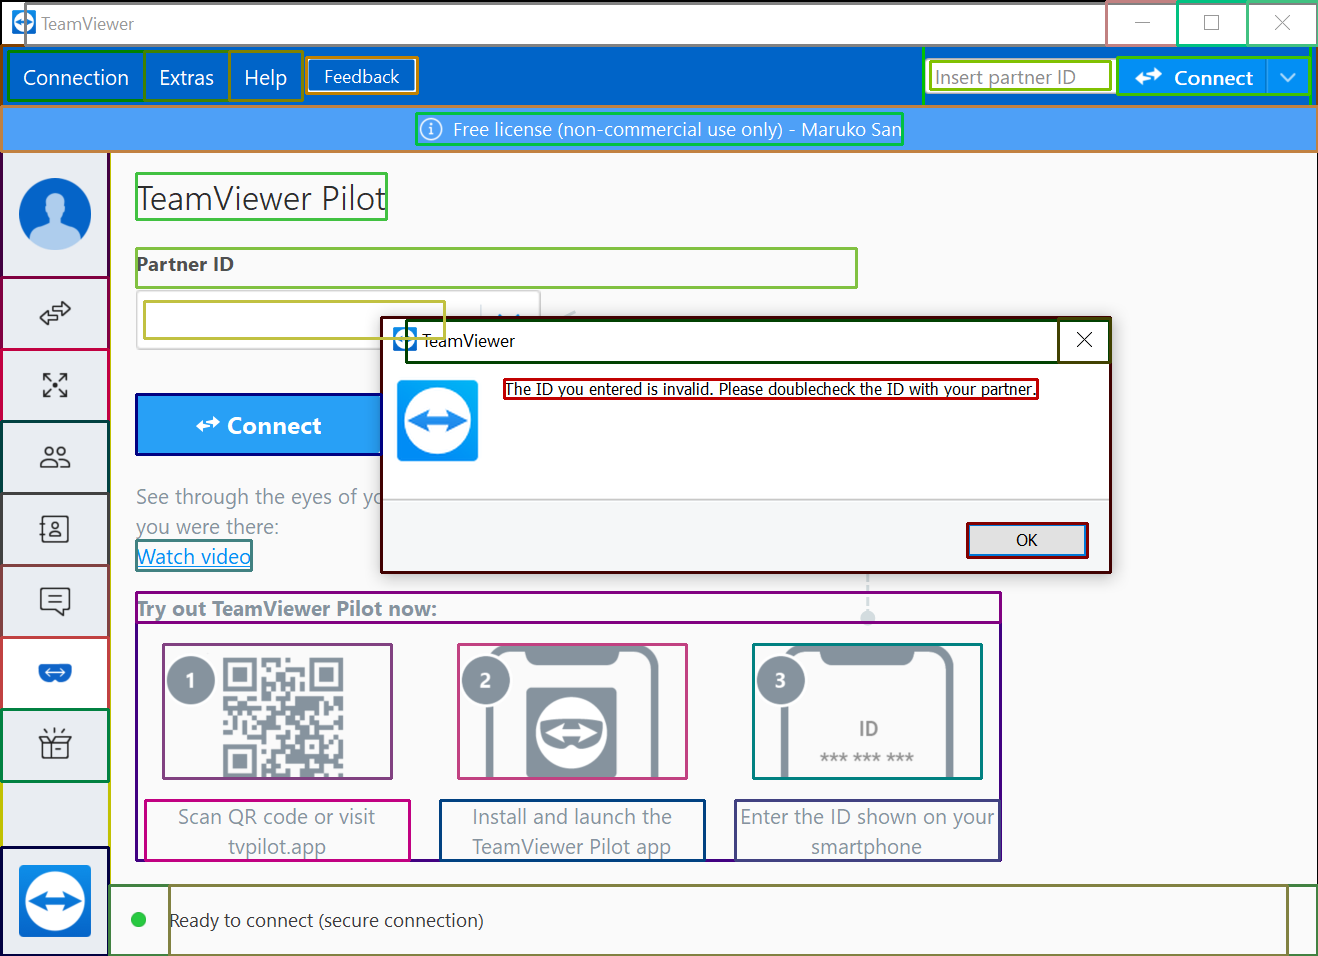 TeamViewer
Connection Extras Help Feedback Insert partner ID Connect
Free license (non-commercial use only) - Maruko San
TeamViewer Pilot
Partner ID
TeamViewer
The ID you entered is invalid. Please doublecheck the ID with your partner.
Connect
See through the eyes of
you were there:
OK
Watch video
Try out TeamViewer Pilot now:
1 2 3
ID
*** *** ***
Scan QR code or visit
tvpilot.app
Install and launch the
TeamViewer Pilot app
Enter the ID shown on your
smartphone
Ready to connect (secure connection)